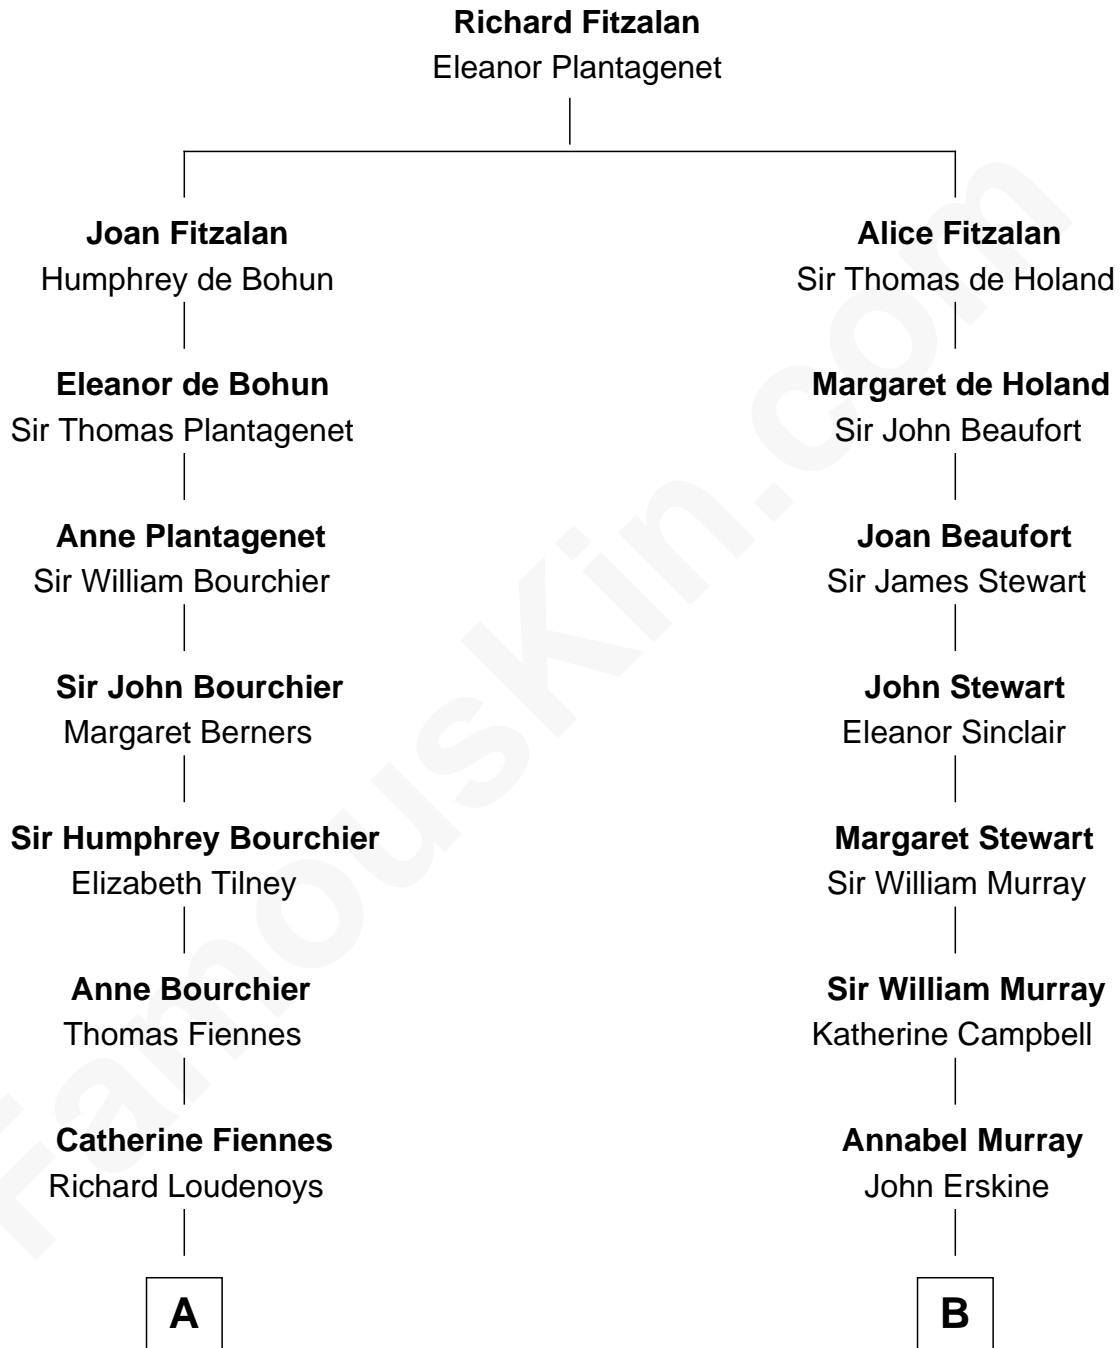 Richard Fitzalan
Eleanor Plantagenet
Joan Fitzalan
Humphrey de Bohun
Alice Fitzalan
Sir Thomas de Holand
Eleanor de Bohun
Sir Thomas Plantagenet
Margaret de Holand
Sir John Beaufort
Anne Plantagenet
Sir William Bourchier
Joan Beaufort
Sir James Stewart
Sir John Bourchier
Margaret Berners
John Stewart
Eleanor Sinclair
Sir Humphrey Bourchier
Elizabeth Tilney
Margaret Stewart
Sir William Murray
Anne Bourchier
Thomas Fiennes
Sir William Murray
Katherine Campbell
Catherine Fiennes
Richard Loudenoys
Annabel Murray
John Erskine
A
B
FamousKin.com